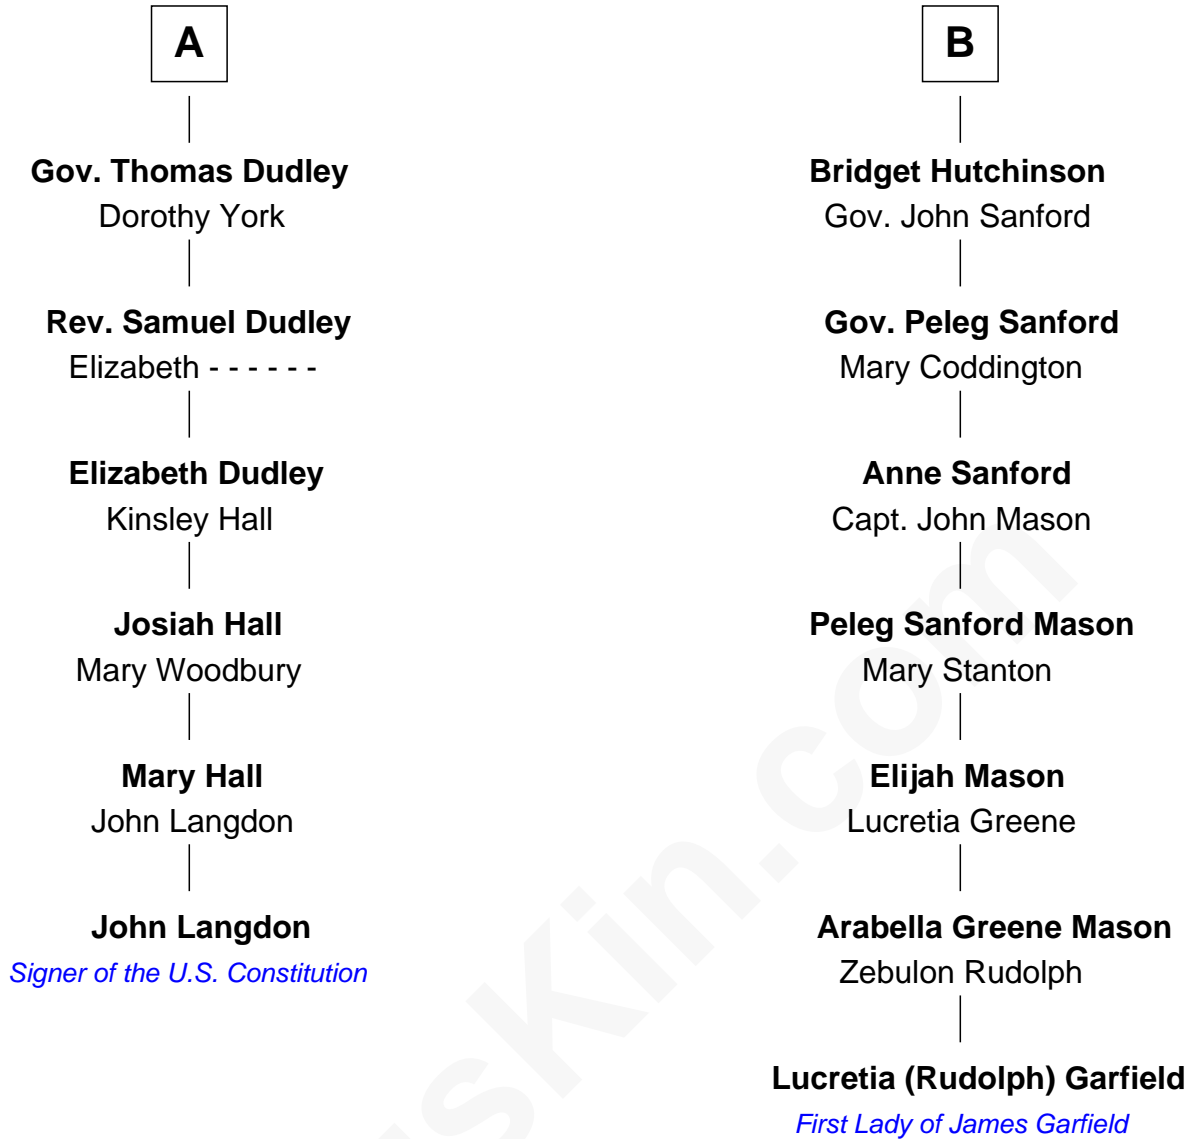 A
Gov. Thomas Dudley
Dorothy York
Rev. Samuel Dudley
Elizabeth - - - - - -
Elizabeth Dudley
Kinsley Hall
Josiah Hall
Mary Woodbury
Mary Hall
John Langdon
John Langdon
Signer of the U.S. Constitution
B
Bridget Hutchinson
Gov. John Sanford
Gov. Peleg Sanford
Mary Coddington
Anne Sanford
Capt. John Mason
Peleg Sanford Mason
Mary Stanton
Elijah Mason
Lucretia Greene
Arabella Greene Mason
Zebulon Rudolph
Lucretia (Rudolph) Garfield
First Lady of James Garfield